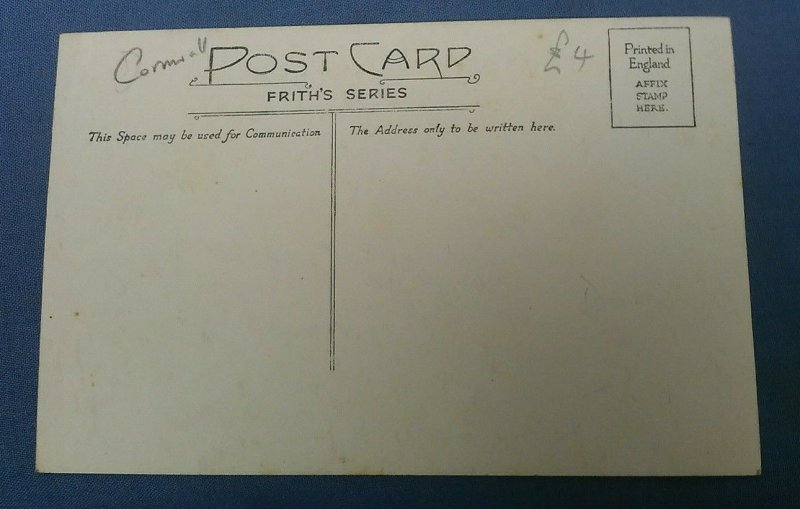 Cornwall
POST CARD
FRITH'S SERIES
This Space may be used for Communication
The Address only to be written here.
£4
Printed in
England
AFFIX
STAMP
HERE.